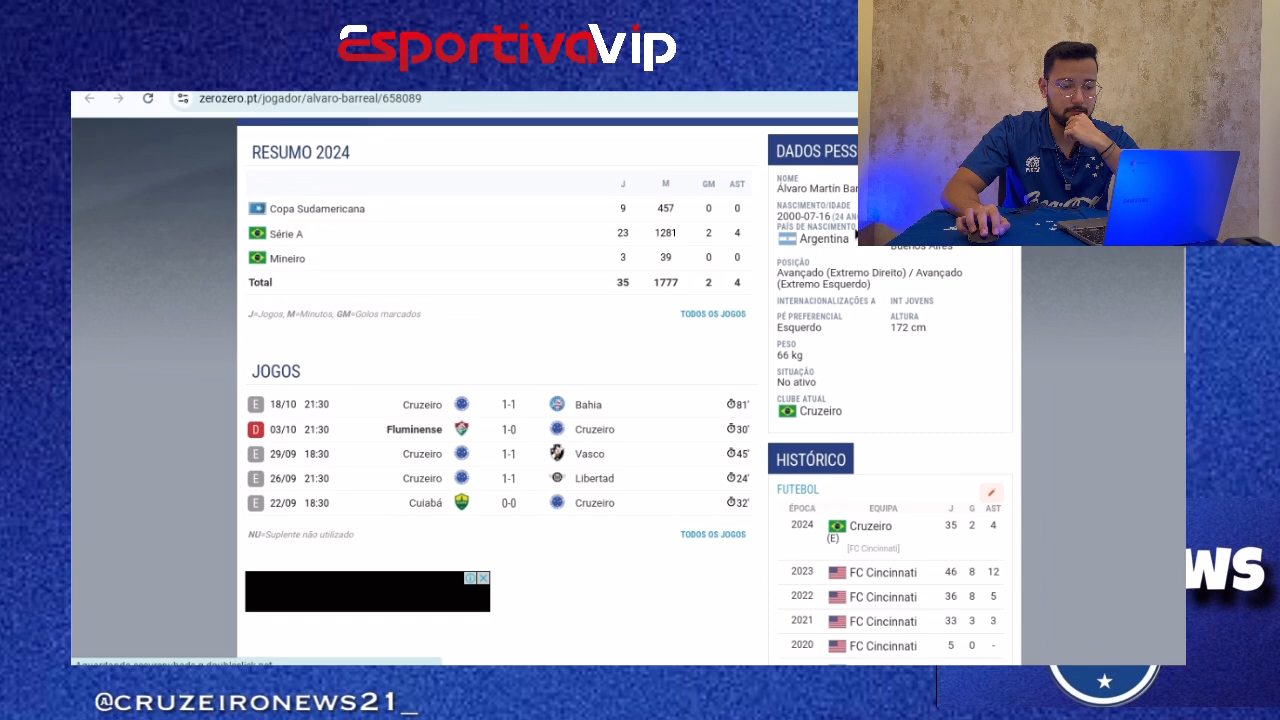 EsportivaVip
zerozero.pt/jogador/alvaro-barreal/658089
RESUMO 2024
J M GM AST
Copa Sudamericana 9 457 0 0
Série A 23 1281 2 4
Mineiro 3 39 0 0
Total 35 1777 2 4
J=Jogos, M=Minutos, GM=Golos marcados TODOS OS JOGOS
JOGOS
E 18/10 21:30 Cruzeiro 1-1 Bahia 81'
D 03/10 21:30 Fluminense 1-0 Cruzeiro 30'
E 29/09 18:30 Cruzeiro 1-1 Vasco 45'
E 26/09 21:30 Cruzeiro 1-1 Libertad 24'
E 22/09 18:30 Cuiabá 0-0 Cruzeiro 32'
NU=Suplente não utilizado TODOS OS JOGOS
DADOS PESS
NOME
Álvaro Martín Bar
NASCIMENTO/IDADE
2000-07-16 (24 AN
PAÍS DE NASCIMENTO
Argentina
Buenos Aires
POSIÇÃO
Avançado (Extremo Direito) / Avançado
(Extremo Esquerdo)
INTERNACIONALIZAÇÕES A INT JOVENS
PÉ PREFERENCIAL ALTURA
Esquerdo 172 cm
PESO
66 kg
SITUAÇÃO
No ativo
CLUBE ATUAL
Cruzeiro
HISTÓRICO
FUTEBOL
ÉPOCA EQUIPA J G AST
2024 Cruzeiro 35 2 4
(E)
[FC Cincinnati]
2023 FC Cincinnati 46 8 12
2022 FC Cincinnati 36 8 5
2021 FC Cincinnati 33 3 3
2020 FC Cincinnati 5 0 -
WS
@CRUZEIRONEWS21_